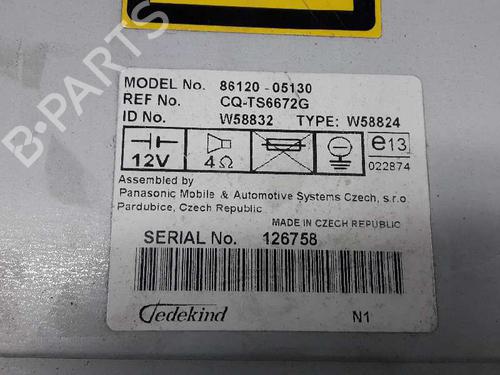 MODEL No. 86120 - 05130
REF No. CQ-TS6672G
ID No. W58832 TYPE: W58824
12V
4Ω
e13
022874
Assembled by
Panasonic Mobile & Automotive Systems Czech, s.r.o
Pardubice, Czech Republic
MADE IN CZECH REPUBLIC
SERIAL No. 126758
Tedekind
N1
B-PARTS